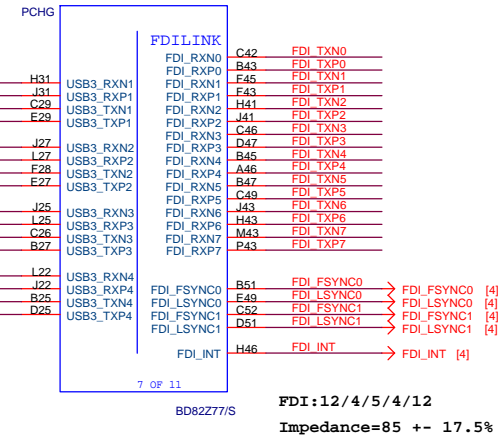 PCHG
FDILINK
FDI_RXN0 C42 FDI_TXN0
FDI_RXP0 B43 FDI_TXP0
H31 USB3_RXN1 FDI_RXN1 F45 FDI_TXN1
J31 USB3_RXP1 FDI_RXP1 F43 FDI_TXP1
C29 USB3_TXN1 FDI_RXN2 H41 FDI_TXN2
E29 USB3_TXP1 FDI_RXP2 J41 FDI_TXP2
FDI_RXN3 C46 FDI_TXN3
J27 USB3_RXN2 FDI_RXP3 D47 FDI_TXP3
L27 USB3_RXP2 FDI_RXN4 B45 FDI_TXN4
F28 USB3_TXN2 FDI_RXP4 A46 FDI_TXP4
E27 USB3_TXP2 FDI_RXN5 B47 FDI_TXN5
FDI_RXP5 C49 FDI_TXP5
J25 USB3_RXN3 FDI_RXN6 J43 FDI_TXN6
L25 USB3_RXP3 FDI_RXP6 H43 FDI_TXP6
C26 USB3_TXN3 FDI_RXN7 M43 FDI_TXN7
B27 USB3_TXP3 FDI_RXP7 P43 FDI_TXP7
L22 USB3_RXN4
J22 USB3_RXP4 FDI_FSYNC0 B51 FDI_FSYNC0 FDI_FSYNC0 [4]
B25 USB3_TXN4 FDI_LSYNC0 E49 FDI_LSYNC0 FDI_LSYNC0 [4]
D25 USB3_TXP4 FDI_FSYNC1 C52 FDI_FSYNC1 FDI_FSYNC1 [4]
FDI_LSYNC1 D51 FDI_LSYNC1 FDI_LSYNC1 [4]
FDI_INT H46 FDI_INT FDI_INT [4]
7 OF 11
BD82Z77/S
FDI:12/4/5/4/12
Impedance=85 +- 17.5%